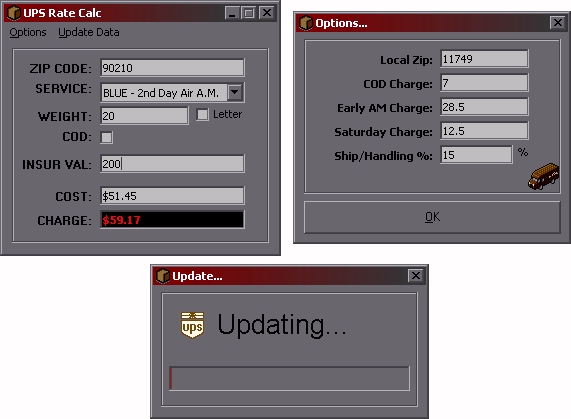 UPS Rate Calc
Options Update Data
ZIP CODE: 90210
SERVICE: BLUE - 2nd Day Air A.M.
WEIGHT: 20 Letter
COD:
INSUR VAL: 200
COST: $51.45
CHARGE: $59.17
Options...
Local Zip: 11749
COD Charge: 7
Early AM Charge: 28.5
Saturday Charge: 12.5
Ship/Handling %: 15 %
OK
Update...
ups Updating...